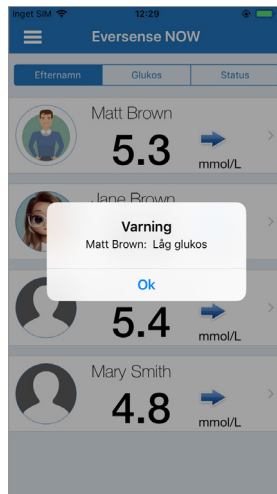 Inget SIM 12:29
Eversense NOW
Efternamn Glukos Status
Matt Brown
5.3 mmol/L
Jane Brown
Varning
Matt Brown: Låg glukos
Ok
5.4 mmol/L
Mary Smith
4.8 mmol/L